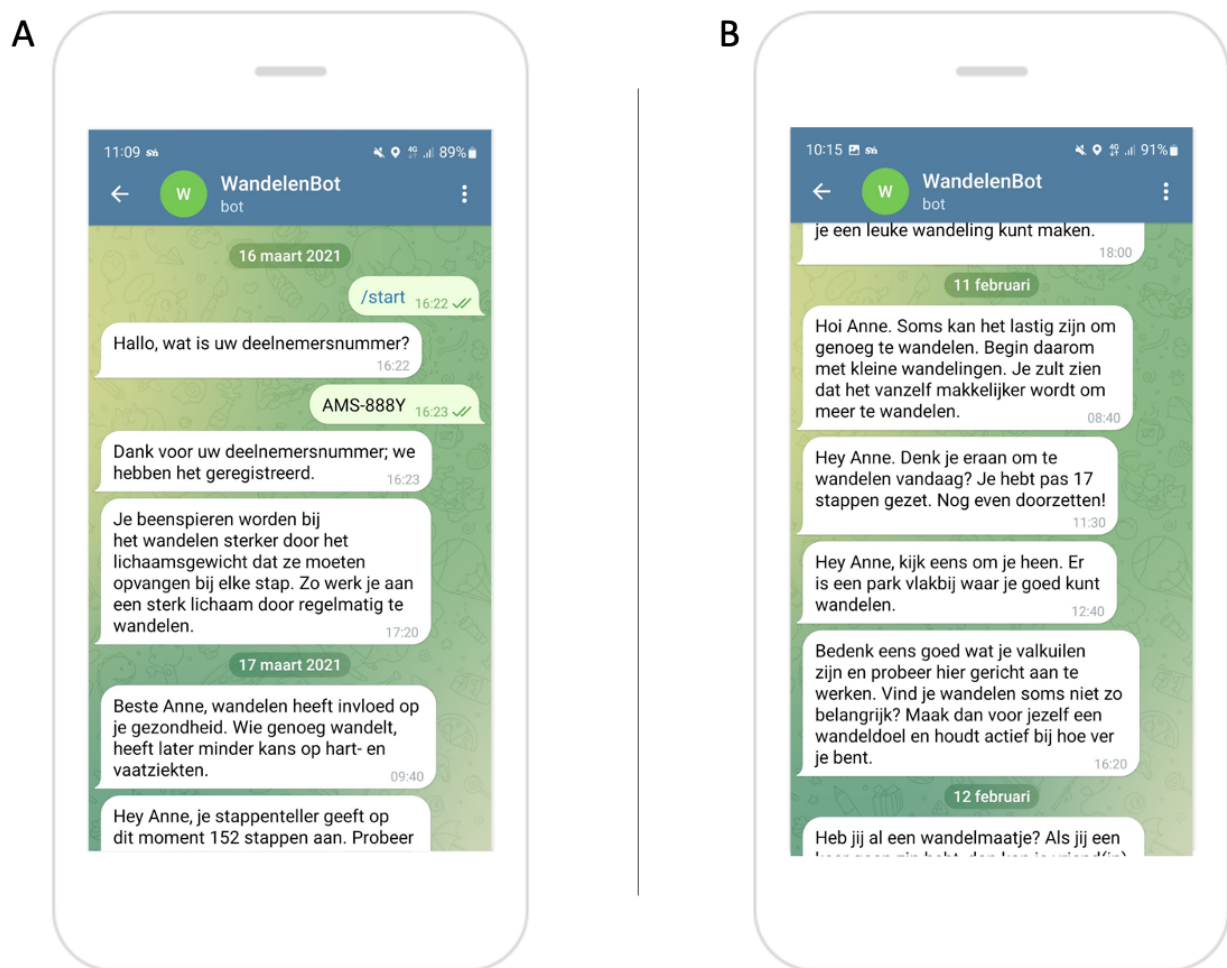 A
11:09
89%
W
WandelenBot
bot
16 maart 2021
/start 16:22
Hallo, wat is uw deelnemersnummer?
16:22
AMS-888Y 16:23
Dank voor uw deelnemersnummer; we
hebben het geregistreerd. 16:23
Je beenspieren worden bij
het wandelen sterker door het
lichaamsgewicht dat ze moeten
opvangen bij elke stap. Zo werk je aan
een sterk lichaam door regelmatig te
wandelen. 17:20
17 maart 2021
Beste Anne, wandelen heeft invloed op
je gezondheid. Wie genoeg wandelt,
heeft later minder kans op hart- en
vaatziekten. 09:40
Hey Anne, je stappenteller geeft op
dit moment 152 stappen aan. Probeer
B
10:15
4G
91%
W
WandelenBot
bot
je een leuke wandeling kunt maken.
18:00
11 februari
Hoi Anne. Soms kan het lastig zijn om
genoeg te wandelen. Begin daarom
met kleine wandelingen. Je zult zien
dat het vanzelf makkelijker wordt om
meer te wandelen. 08:40
Hey Anne. Denk je eraan om te
wandelen vandaag? Je hebt pas 17
stappen gezet. Nog even doorzetten!
11:30
Hey Anne, kijk eens om je heen. Er
is een park vlakbij waar je goed kunt
wandelen. 12:40
Bedenk eens goed wat je valkuilen
zijn en probeer hier gericht aan te
werken. Vind je wandelen soms niet zo
belangrijk? Maak dan voor jezelf een
wandeldoel en houdt actief bij hoe ver
je bent. 16:20
12 februari
Heb jij al een wandelmaatje? Als jij een